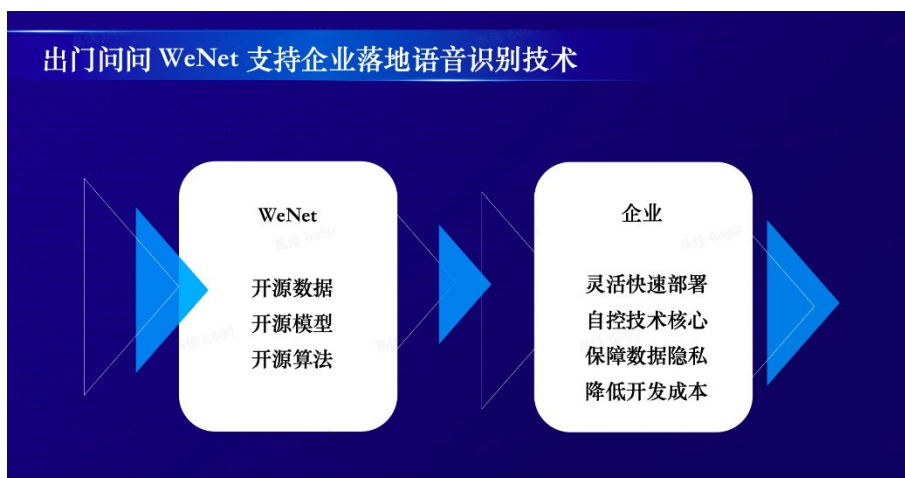 出门问问 WeNet 支持企业落地语音识别技术
WeNet
开源数据
开源模型
开源算法
企业
灵活快速部署
自控技术核心
保障数据隐私
降低开发成本